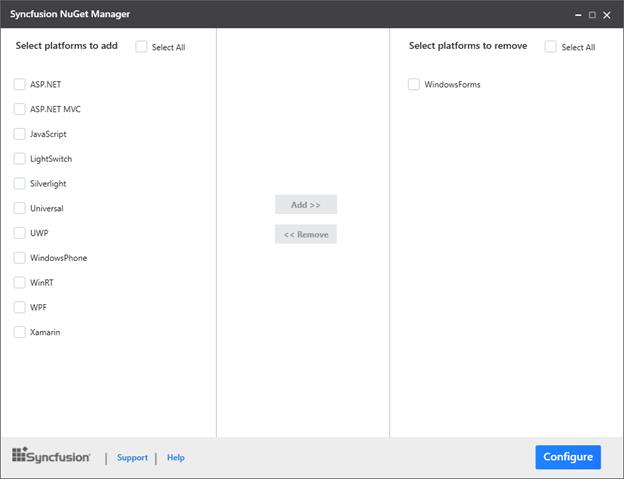 Syncfusion NuGet Manager
Select platforms to add
Select All
ASP.NET
ASP.NET MVC
JavaScript
LightSwitch
Silverlight
Universal
UWP
WindowsPhone
WinRT
WPF
Xamarin
Add >>
<< Remove
Select platforms to remove
Select All
WindowsForms
Syncfusion
| Support | Help
Configure